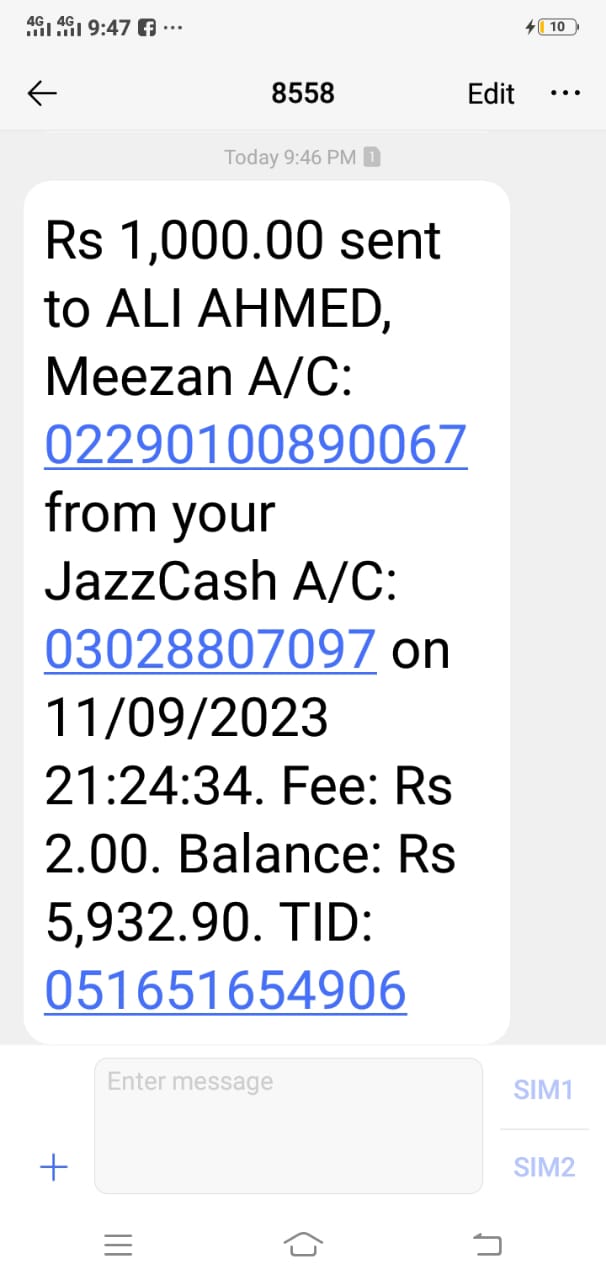 4G 4G 9:47 ...
10
8558
Edit ...
Today 9:46 PM 1
Rs 1,000.00 sent
to ALI AHMED,
Meezan A/C:
02290100890067
from your
JazzCash A/C:
03028807097 on
11/09/2023
21:24:34. Fee: Rs
2.00. Balance: Rs
5,932.90. TID:
051651654906
Enter message
SIM1
+
SIM2